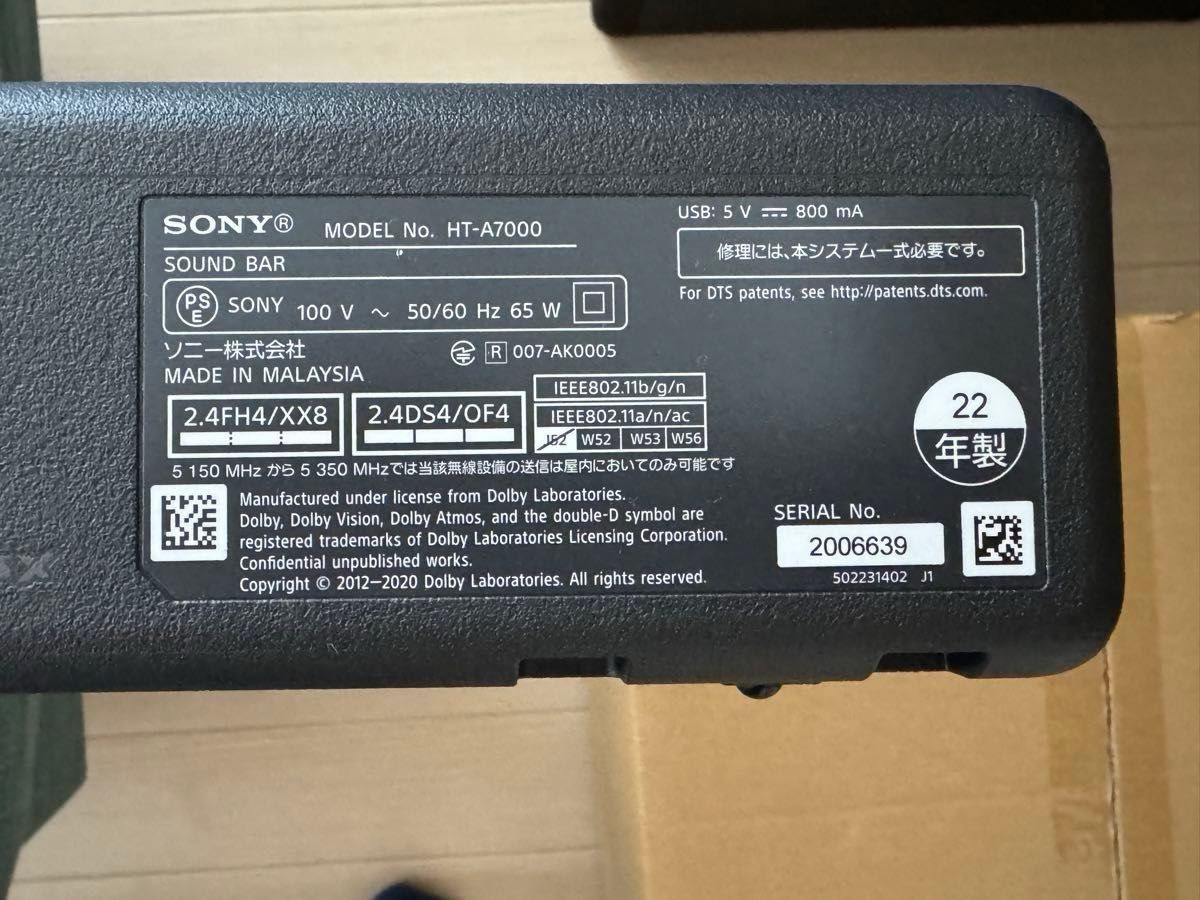 SONY® MODEL No. HT-A7000
SOUND BAR
PSE SONY 100 V ～ 50/60 Hz 65 W
ソニー株式会社
R 007-AK0005
MADE IN MALAYSIA
2.4FH4/XX8
2.4DS4/OF4
IEEE802.11b/g/n
IEEE802.11a/n/ac
J52 W52 W53 W56
5 150 MHz から 5 350 MHzでは当該無線設備の送信は屋内においてのみ可能です
Manufactured under license from Dolby Laboratories.
Dolby, Dolby Vision, Dolby Atmos, and the double-D symbol are
registered trademarks of Dolby Laboratories Licensing Corporation.
Confidential unpublished works.
Copyright © 2012—2020 Dolby Laboratories. All rights reserved.
USB: 5 V ⎓ 800 mA
修理には、本システム一式必要です。
For DTS patents, see http://patents.dts.com.
22
年製
SERIAL No.
2006639
502231402 J1